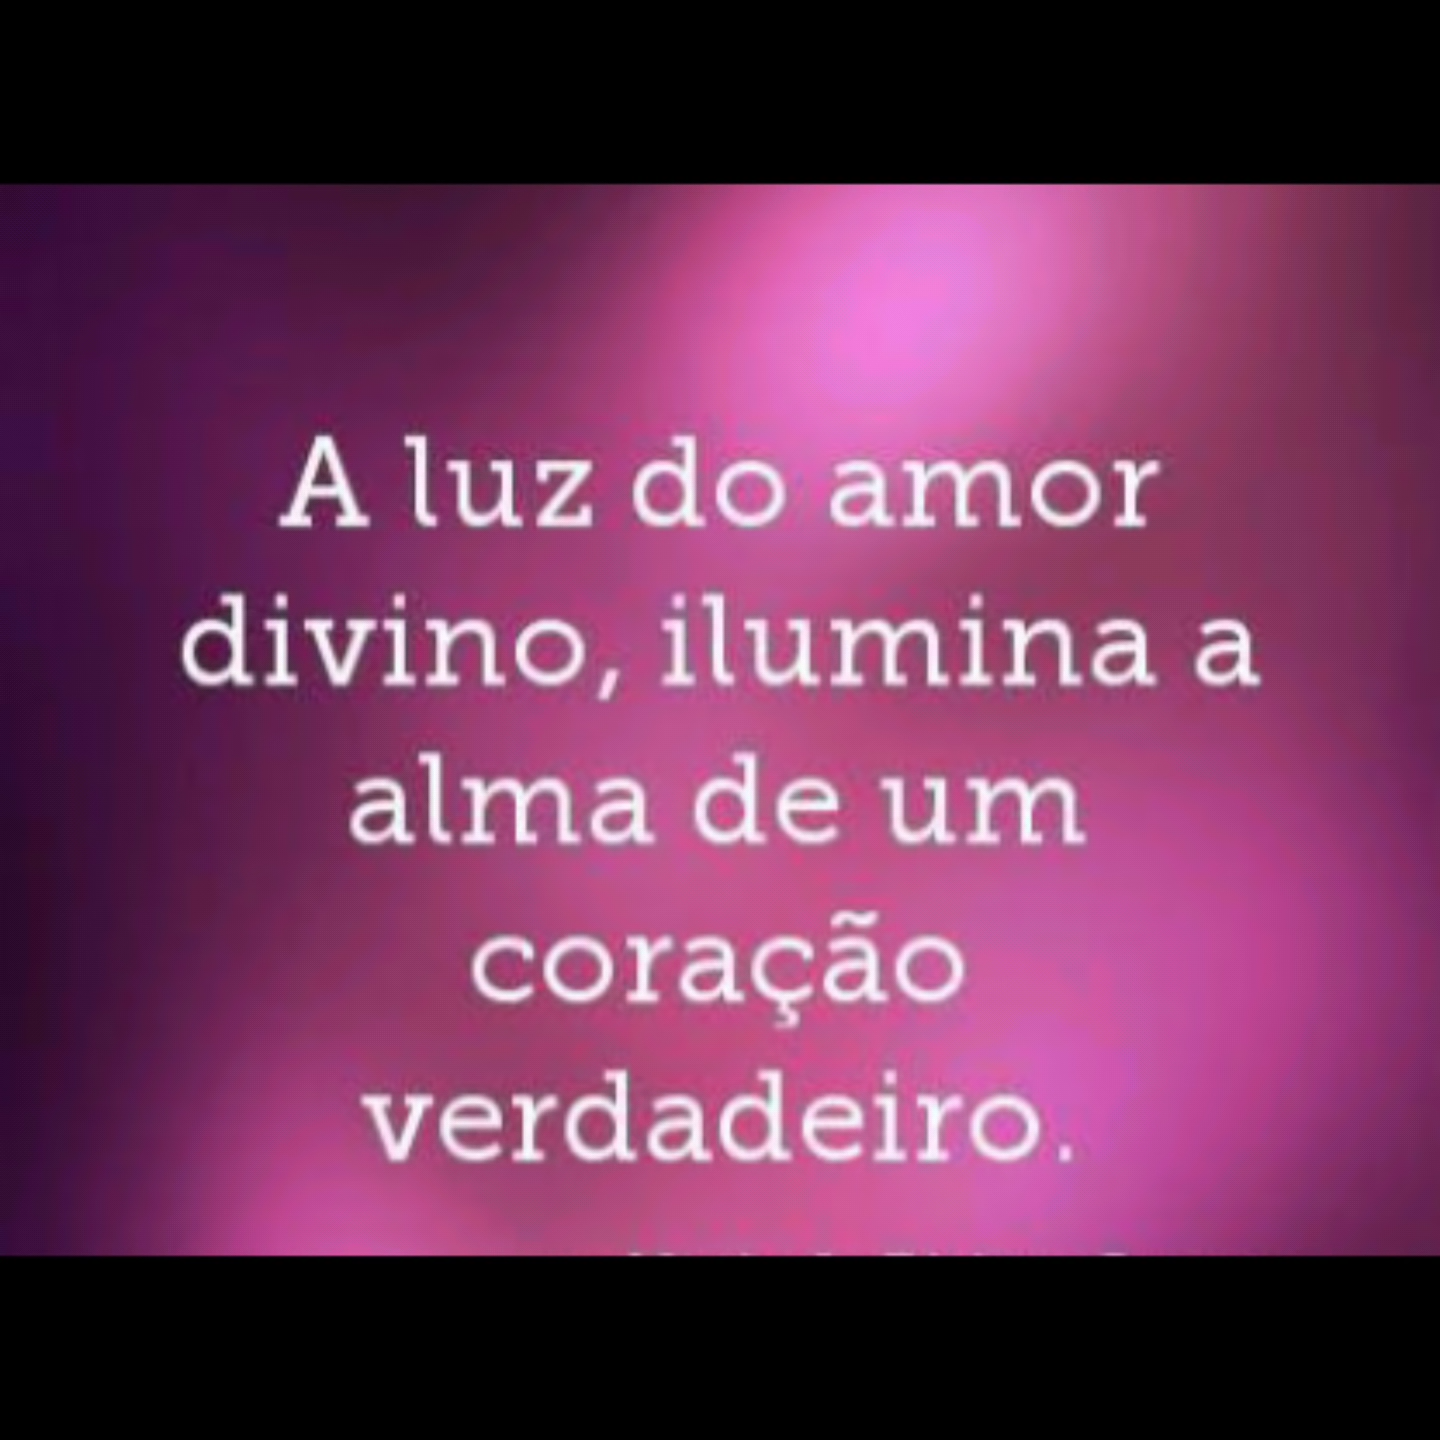 A luz do amor
divino, ilumina a
alma de um
coração
verdadeiro.